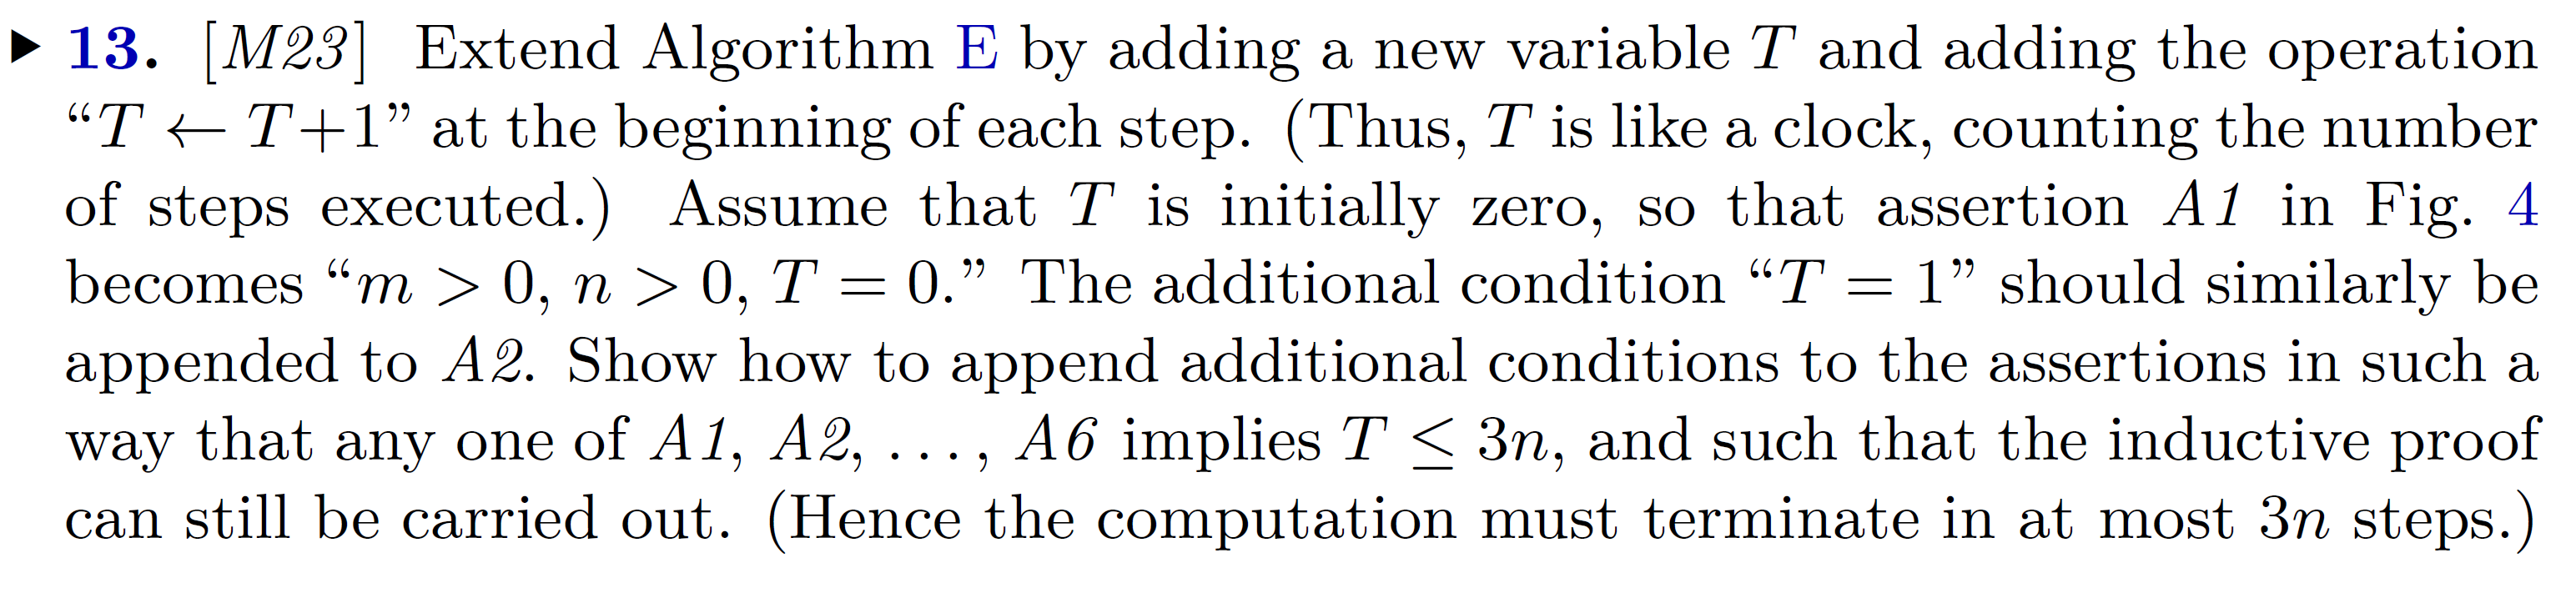 ▶ 13. [M23] Extend Algorithm E by adding a new variable T and adding the operation
“T ← T+1” at the beginning of each step. (Thus, T is like a clock, counting the number
of steps executed.) Assume that T is initially zero, so that assertion A1 in Fig. 4
becomes “m > 0, n > 0, T = 0.” The additional condition “T = 1” should similarly be
appended to A2. Show how to append additional conditions to the assertions in such a
way that any one of A1, A2, . . . , A6 implies T ≤ 3n, and such that the inductive proof
can still be carried out. (Hence the computation must terminate in at most 3n steps.)